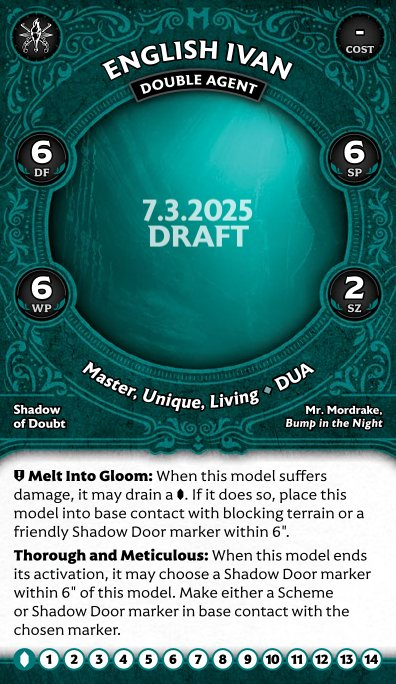 -
COST
ENGLISH IVAN
DOUBLE AGENT
6
DF
6
SP
7.3.2025
DRAFT
6
WP
2
SZ
Master, Unique, Living ⬥ DUA
Shadow
of Doubt
Mr. Mordrake,
Bump in the Night
Melt Into Gloom: When this model suffers
damage, it may drain a ⬮. If it does so, place this
model into base contact with blocking terrain or a
friendly Shadow Door marker within 6".
Thorough and Meticulous: When this model ends
its activation, it may choose a Shadow Door marker
within 6" of this model. Make either a Scheme
or Shadow Door marker in base contact with the
chosen marker.
1 2 3 4 5 6 7 8 9 10 11 12 13 14